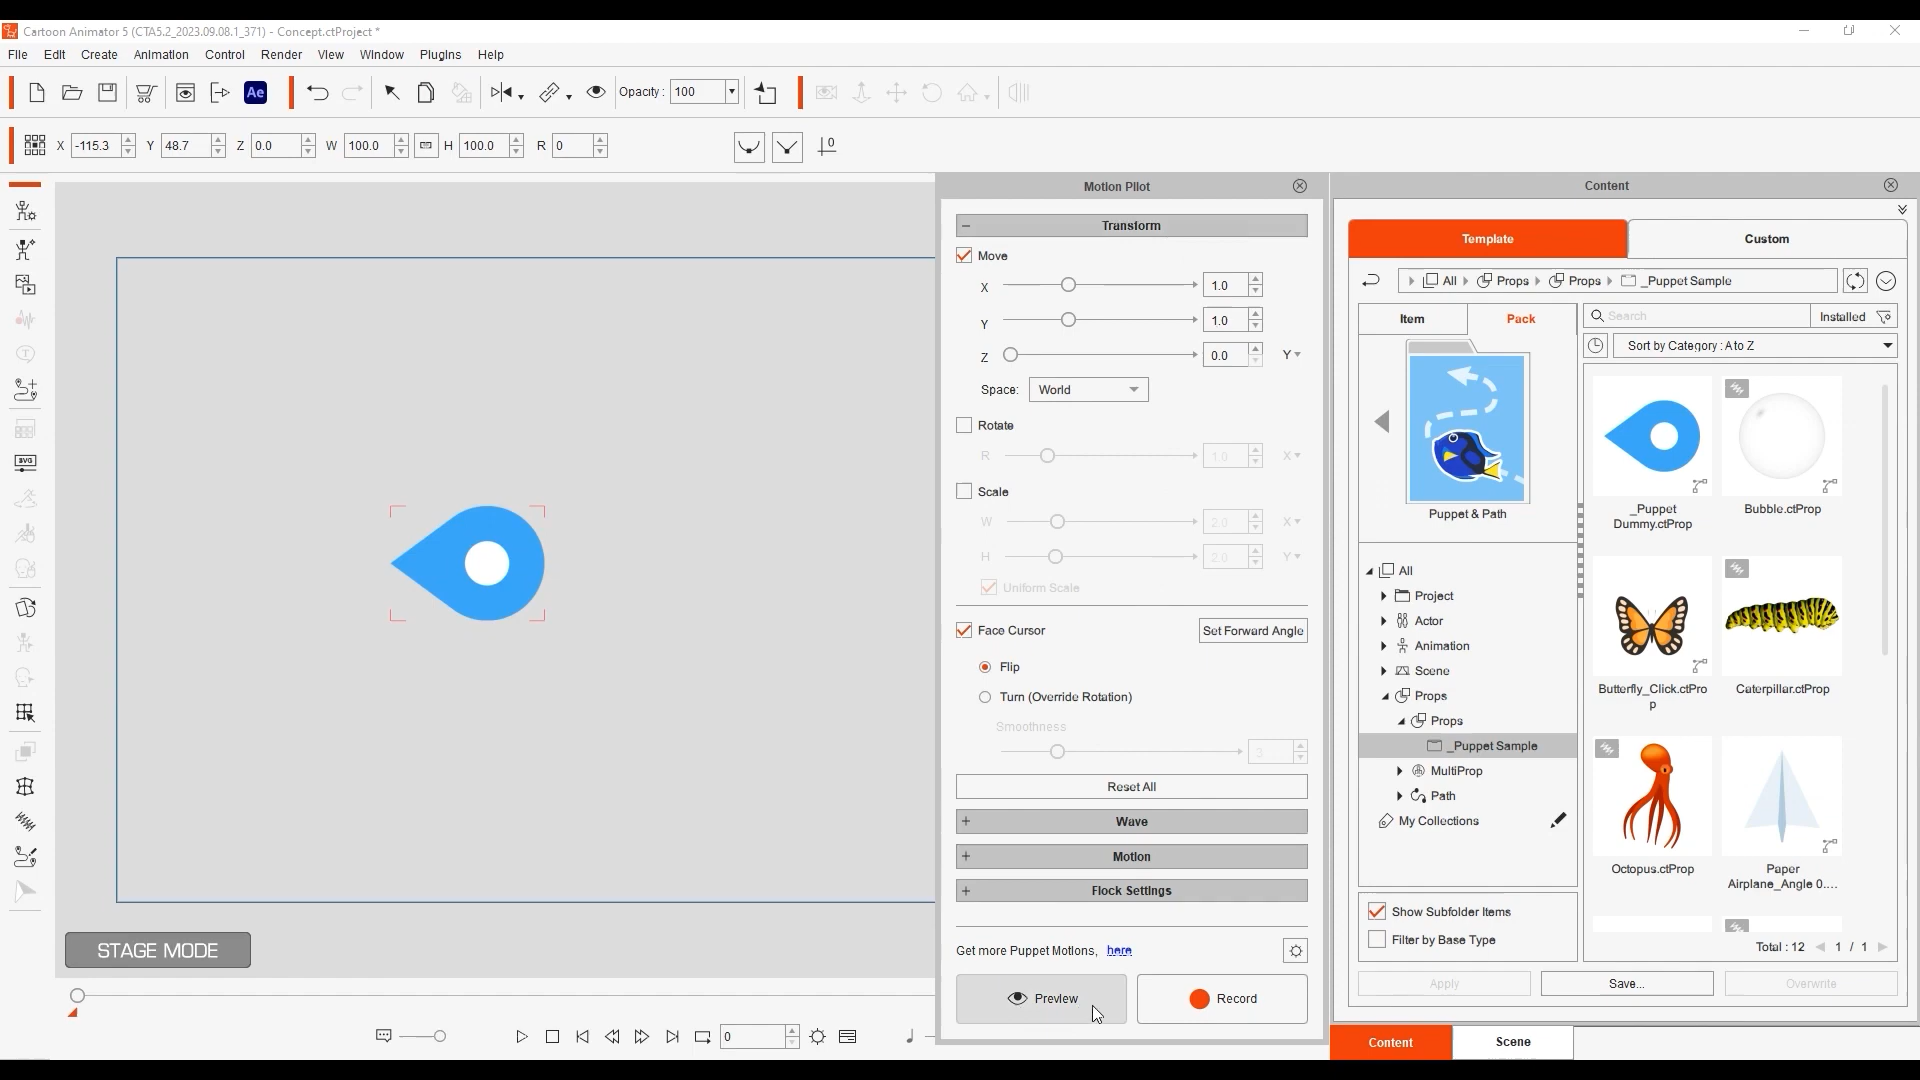 Cartoon Animator 5 (CTA5.2_2023.09.08.1_371) - Concept.ctProject *
File Edit Create Animation Control Render View Window Plugins Help
Ae
Opacity : 100
X -115.3 Y 48.7 Z 0.0 W 100.0 H 100.0 R 0
0
SVG
STAGE MODE
0
Motion Pilot
Transform
Move
X 1.0
Y 1.0
Z 0.0 Y
Space: World
Rotate
R 1.0 X
Scale
W 2.0 X
H 2.0 Y
Uniform Scale
Face Cursor Set Forward Angle
Flip
Turn (Override Rotation)
Smoothness
3
Reset All
Wave
Motion
Flock Settings
Get more Puppet Motions, here
Preview Record
Content
Template Custom
All Props Props _Puppet Sample
Item Pack
Search Installed
Sort by Category : A to Z
Puppet & Path
All
Project
Actor
Animation
Scene
Props
Props
_Puppet Sample
MultiProp
Path
My Collections
Show Subfolder Items
Filter by Base Type
_Puppet
Dummy.ctProp
Bubble.ctProp
Butterfly_Click.ctPro
p
Caterpillar.ctProp
Octopus.ctProp
Paper
Airplane_Angle 0....
Total : 12 1 / 1
Apply Save... Overwrite
Content Scene